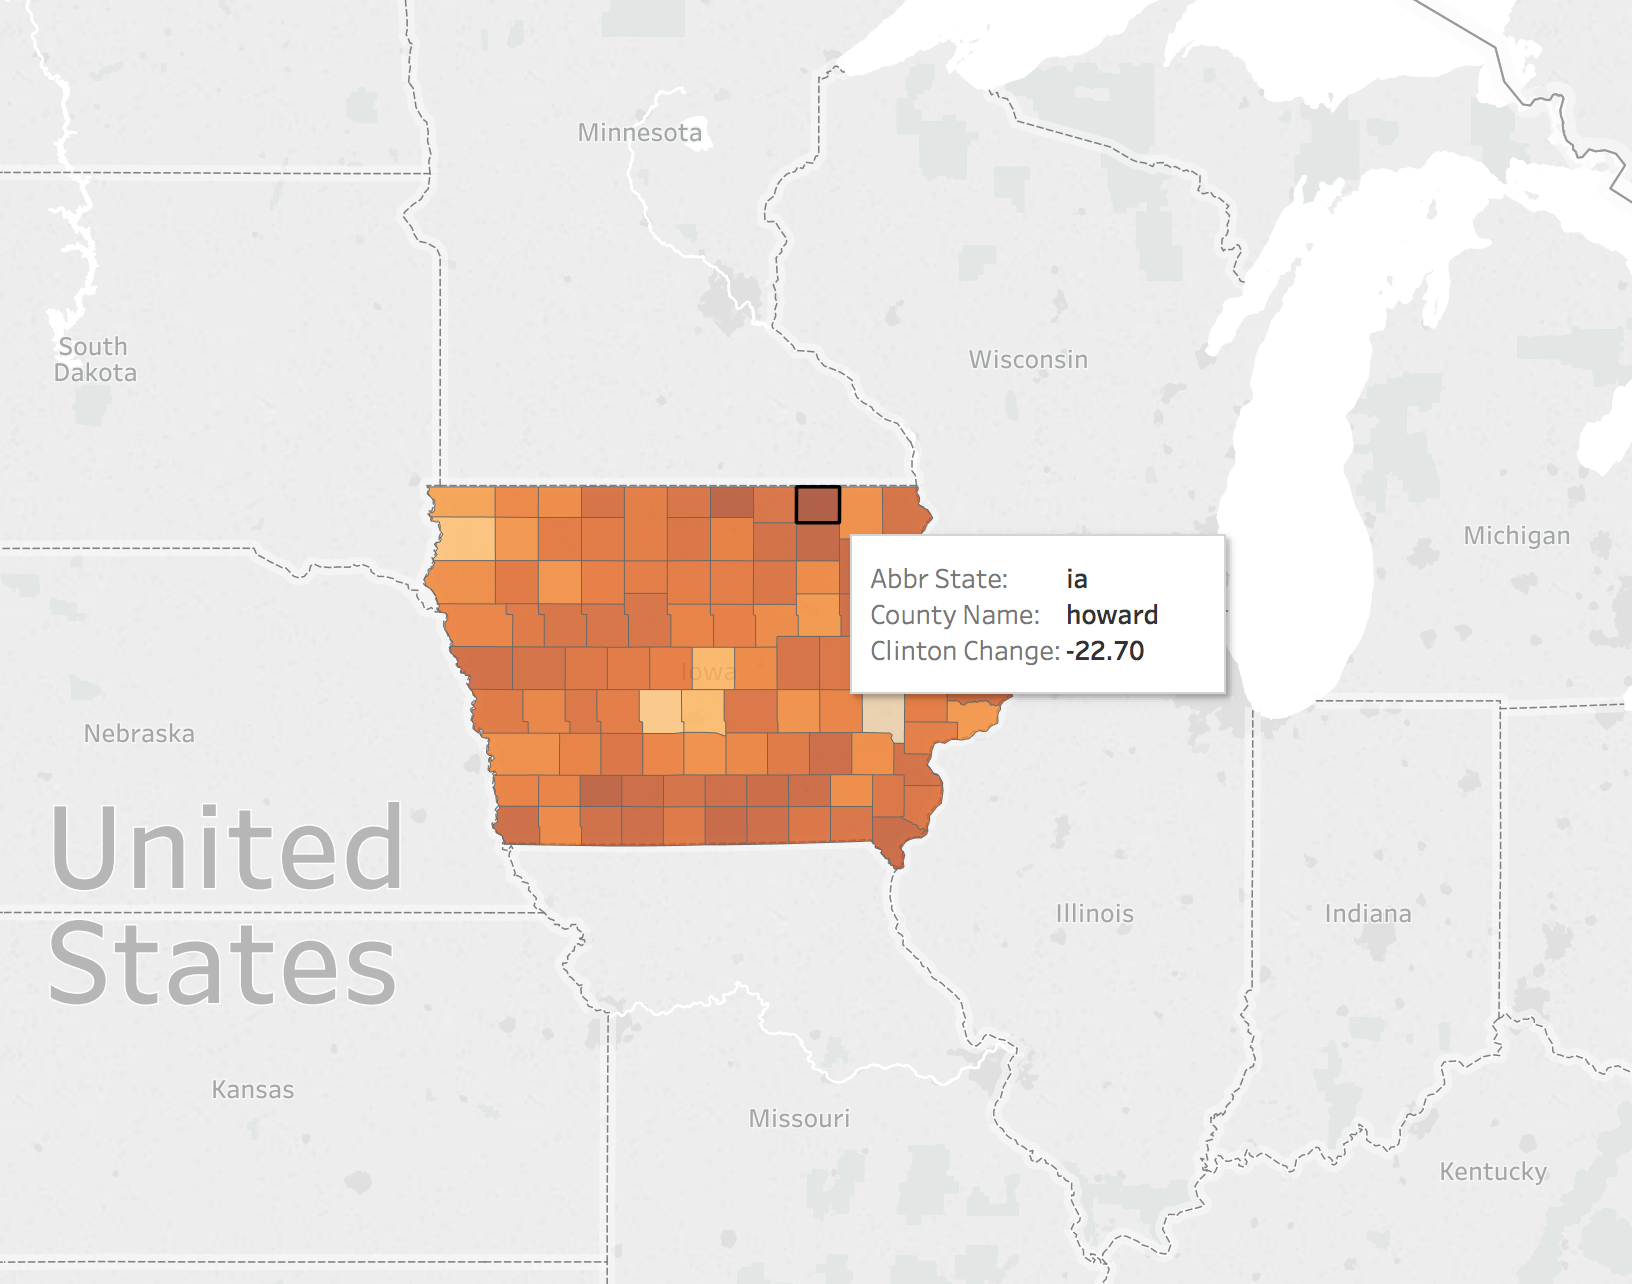 Minnesota
South
Dakota
Wisconsin
Abbr State: ia
County Name: howard
Clinton Change: -22.70
Michigan
Iowa
Nebraska
United
States
Illinois
Indiana
Kansas
Missouri
Kentucky